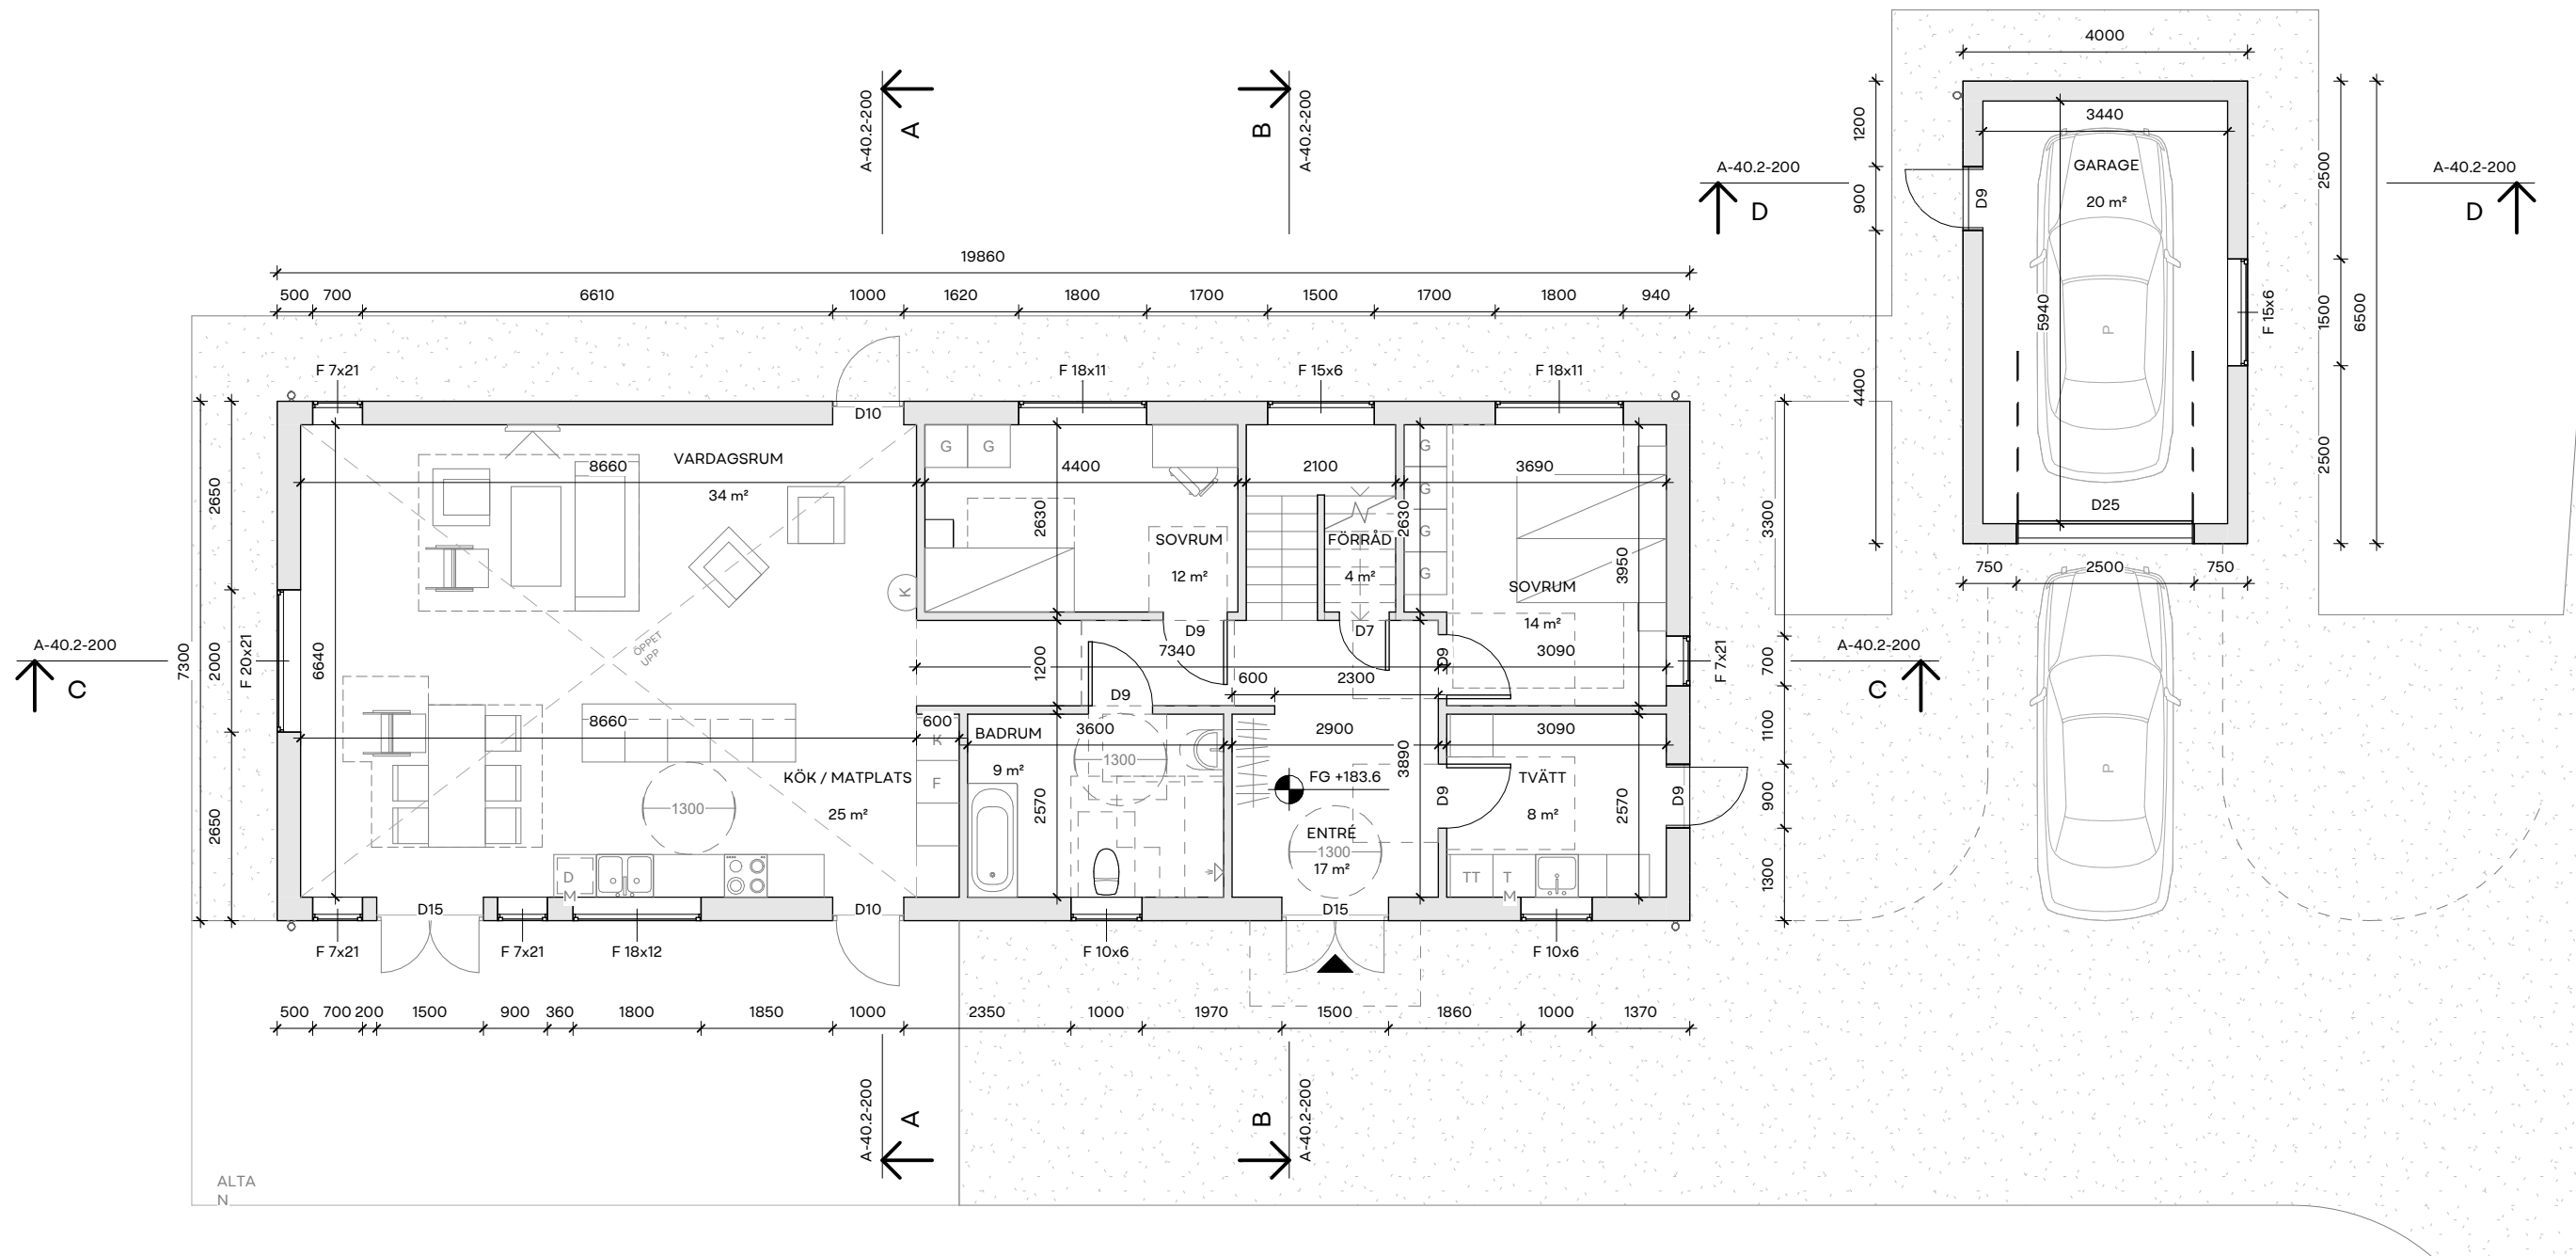 4000
A-40.2-200
A
B
A-40.2-200
1200
3440
GARAGE
20 m²
2500
A-40.2-200
D
A-40.2-200
D
900
D9
19860
500 700 6610 1000 1620 1800 1700 1500 1700 1800 940
5940
F 15x6
1500
6500
4400
F 7x21
D10
F 18x11
F 15x6
F 18x11
2500
8660
VARDAGSRUM
34 m²
G G
4400
2100
G
G
G
G
3690
2650
2630
SOVRUM
12 m²
FÖRRÅD
4 m²
2630
SOVRUM
14 m²
3950
3300
D25
750 2500 750
K
ÖPPET
UPP
D9
7340
D7
D9
3090
A-40.2-200
C
7300
2000
F 20x21
6640
1200
600
2300
700
F 7x21
A-40.2-200
C
P
P
8660
600
K
F
D9
BADRUM
9 m²
3600
1300
2900
3890
3090
1100
KÖK / MATPLATS
25 m²
1300
2570
FG +183.6
ENTRÉ
1300
17 m²
D9
TVÄTT
8 m²
2570
D9
900
2650
1300
D
M
TT
T
M
D15
D10
D15
F 7x21
F 7x21
F 18x12
F 10x6
F 10x6
500 700 200 1500 900 360 1800 1850 1000 2350 1000 1970 1500 1860 1000 1370
A-40.2-200
A
B
A-40.2-200
ALTA
N